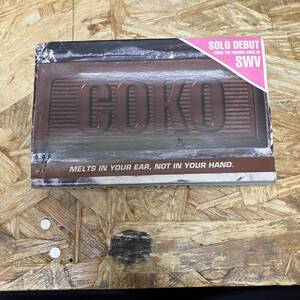 SOLO DEBUT
FROM THE FORMER VOICE OF
SWV
COKO
MELTS IN YOUR EAR, NOT IN YOUR HAND.